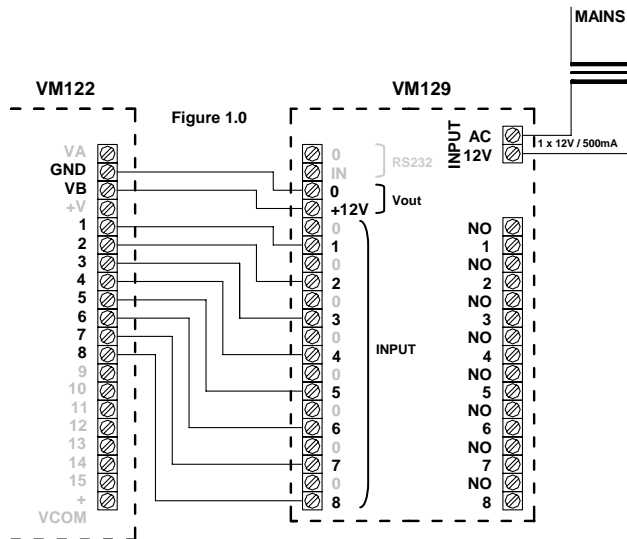 MAINS
VM122
Figure 1.0
VM129
VA
GND
VB
+V
1
2
3
4
5
6
7
8
9
10
11
12
13
14
15
+
VCOM
0
IN
RS232
0
+12V
Vout
0
1
0
2
0
3
0
4
0
5
0
6
0
7
0
8
INPUT
INPUT
AC
12V
1 x 12V / 500mA
NO
1
NO
2
NO
3
NO
4
NO
5
NO
6
NO
7
NO
8